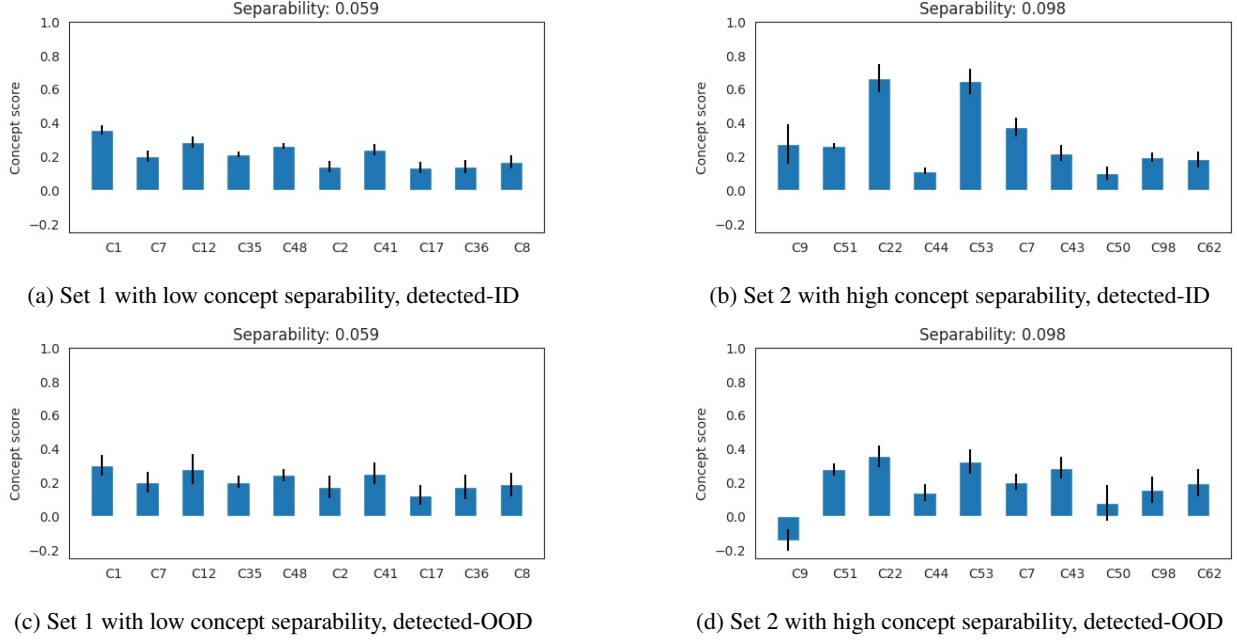 Separability: 0.059
1.0
0.8
0.6
0.4
0.2
0.0
−0.2
Concept score
C1 C7 C12 C35 C48 C2 C41 C17 C36 C8
(a) Set 1 with low concept separability, detected-ID
Separability: 0.098
1.0
0.8
0.6
0.4
0.2
0.0
−0.2
Concept score
C9 C51 C22 C44 C53 C7 C43 C50 C98 C62
(b) Set 2 with high concept separability, detected-ID
Separability: 0.059
1.0
0.8
0.6
0.4
0.2
0.0
−0.2
Concept score
C1 C7 C12 C35 C48 C2 C41 C17 C36 C8
(c) Set 1 with low concept separability, detected-OOD
Separability: 0.098
1.0
0.8
0.6
0.4
0.2
0.0
−0.2
Concept score
C9 C51 C22 C44 C53 C7 C43 C50 C98 C62
(d) Set 2 with high concept separability, detected-OOD